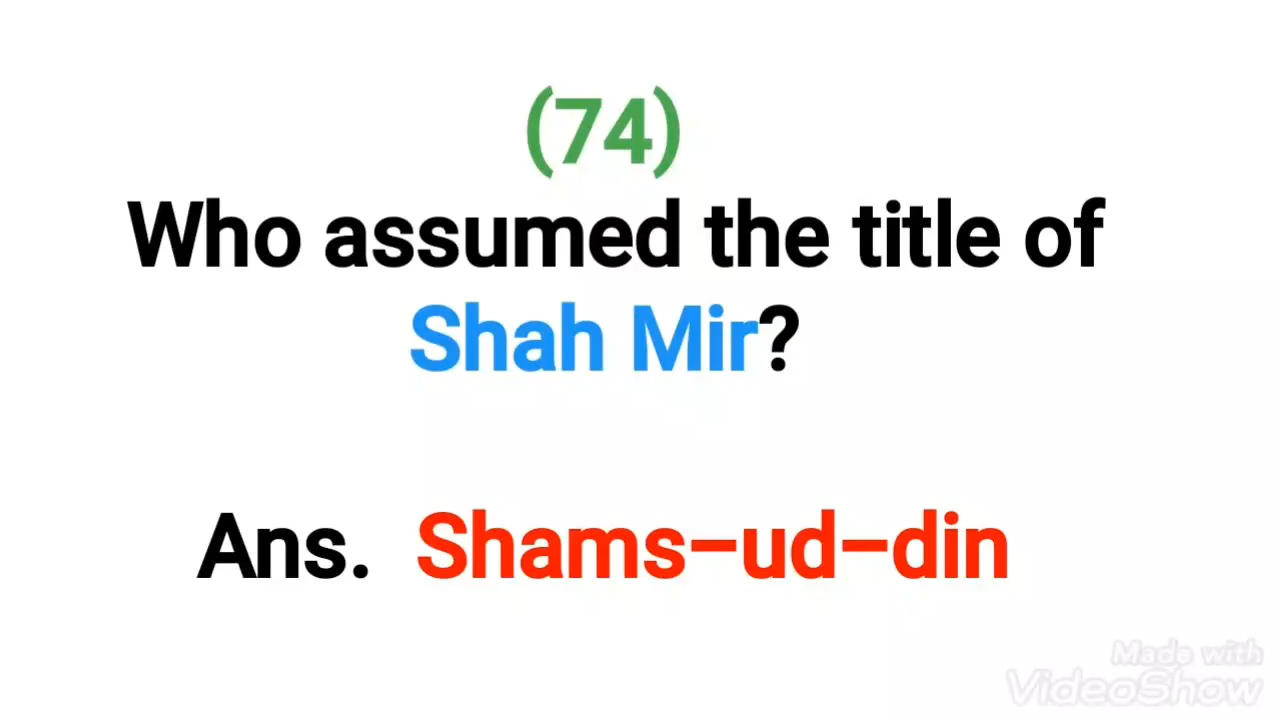 (74)
Who assumed the title of
Shah Mir?
Ans. Shams-ud-din
Made with
VideoShow